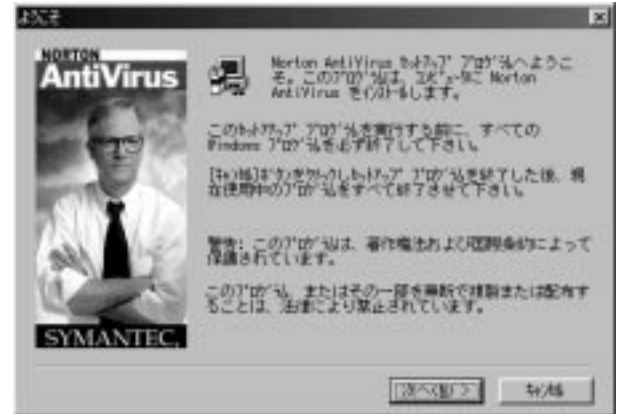 ようこそ
NORTON
AntiVirus
SYMANTEC.
Norton AntiVirus ｾｯﾄｱｯﾌﾟ ﾌﾟﾛｸﾞﾗﾑへようこ
そ。このﾌﾟﾛｸﾞﾗﾑは、ｺﾝﾋﾟｭｰﾀに Norton
AntiVirus をｲﾝｽﾄｰﾙします。
このｾｯﾄｱｯﾌﾟ ﾌﾟﾛｸﾞﾗﾑを実行する前に、すべての
Windows ﾌﾟﾛｸﾞﾗﾑを必ず終了して下さい。
[ｷｬﾝｾﾙ]ﾎﾞﾀﾝをｸﾘｯｸしｾｯﾄｱｯﾌﾟ ﾌﾟﾛｸﾞﾗﾑを終了した後、現
在使用中のﾌﾟﾛｸﾞﾗﾑをすべて終了させて下さい。
警告: このﾌﾟﾛｸﾞﾗﾑは、著作権法および国際条約によって
保護されています。
このﾌﾟﾛｸﾞﾗﾑ、またはその一部を無断で複製または配布す
ることは、法律により禁止されています。
次へ(N) >
ｷｬﾝｾﾙ